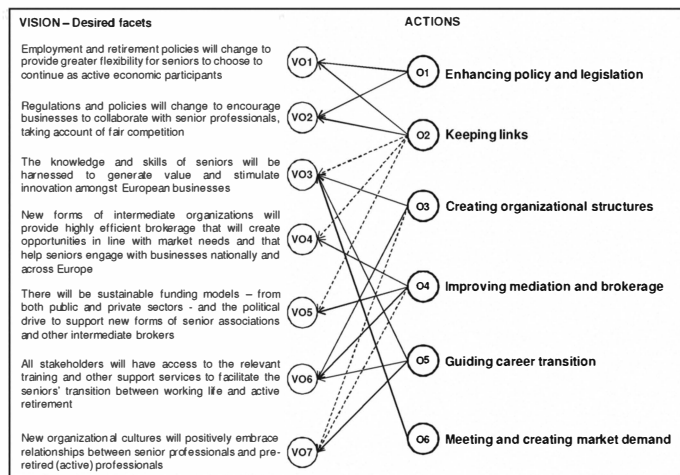 VISION – Desired facets
ACTIONS
Employment and retirement policies will change to
provide greater flexibility for seniors to choose to
continue as active economic participants
VO1
O1
Enhancing policy and legislation
Regulations and policies will change to encourage
businesses to collaborate with senior professionals,
taking account of fair competition
VO2
O2
Keeping links
The knowledge and skills of seniors will be
harnessed to generate value and stimulate
innovation amongst European businesses
VO3
O3
Creating organizational structures
New forms of intermediate organizations will
provide highly efficient brokerage that will create
opportunities in line with market needs and that
help seniors engage with businesses nationally and
across Europe
VO4
O4
Improving mediation and brokerage
There will be sustainable funding models – from
both public and private sectors - and the political
drive to support new forms of senior associations
and other intermediate brokers
VO5
O5
Guiding career transition
All stakeholders will have access to the relevant
training and other support services to facilitate the
seniors' transition between working life and active
retirement
VO6
O6
Meeting and creating market demand
New organizational cultures will positively embrace
relationships between senior professionals and pre-
retired (active) professionals
VO7